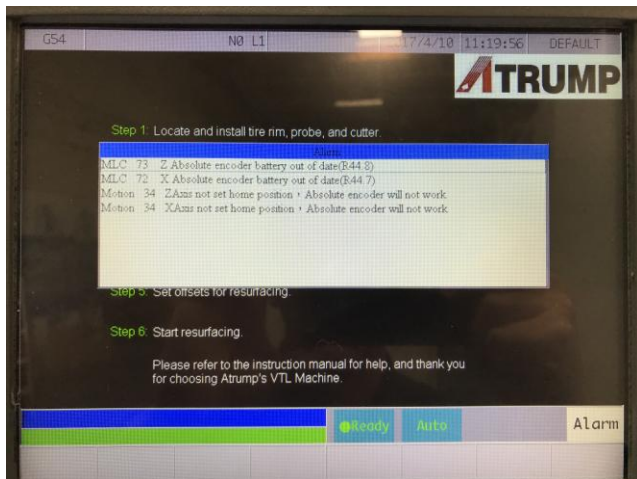 G54 N0 L1 2017/4/10 11:19:56 DEFAULT
ATRUMP
Step 1: Locate and install tire rim, probe, and cutter.
Alarm
MLC 73 Z Absolute encoder battery out of date(R44.8)
MLC 72 X Absolute encoder battery out of date(R44.7)
Motion 34 ZAxis not set home position，Absolute encoder will not work
Motion 34 XAxis not set home position，Absolute encoder will not work
Step 5: Set offsets for resurfacing.
Step 6: Start resurfacing.
Please refer to the instruction manual for help, and thank you
for choosing Atrump's VTL Machine.
Ready Auto Alarm